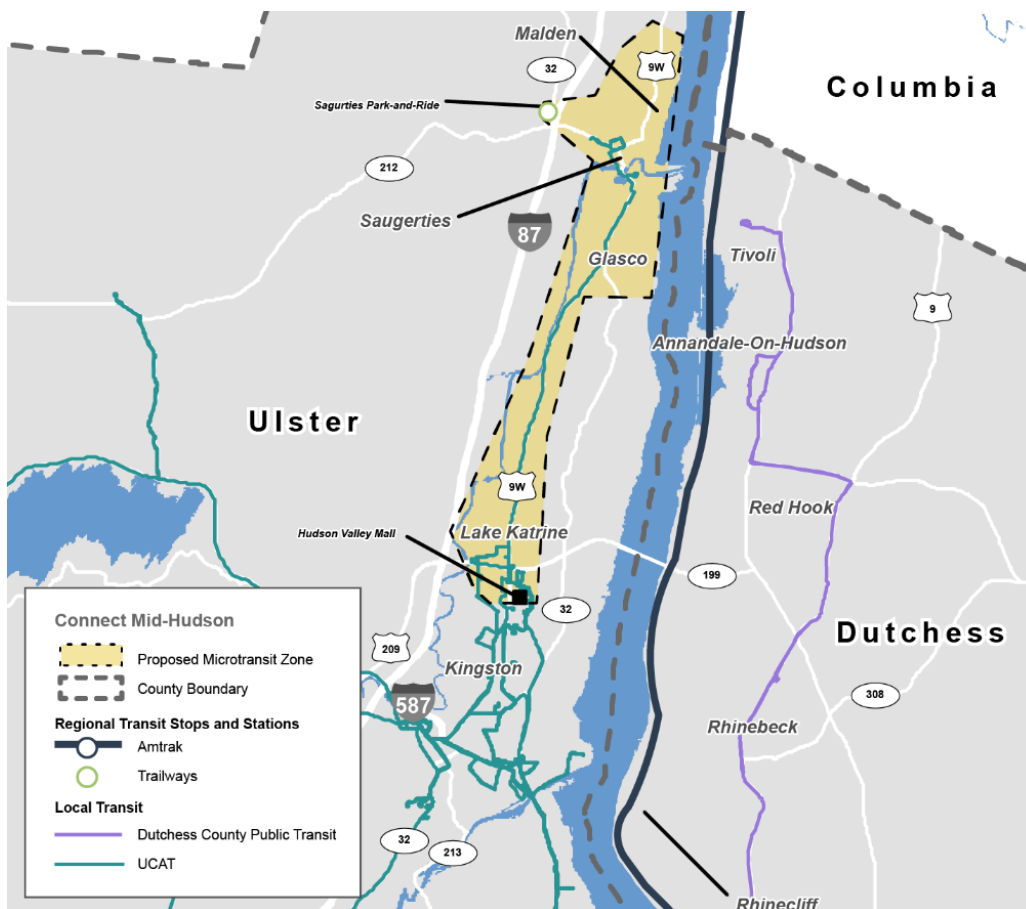 Malden
32
9W
Columbia
Sagurties Park-and-Ride
212
Saugerties
87
Glasco
Tivoli
9
Annandale-On-Hudson
Ulster
9W
Red Hook
Hudson Valley Mall
Lake Katrine
199
32
Dutchess
209
Kingston
587
308
Rhinebeck
32
213
Rhinecliff
Connect Mid-Hudson
Proposed Microtransit Zone
County Boundary
Regional Transit Stops and Stations
Amtrak
Trailways
Local Transit
Dutchess County Public Transit
UCAT